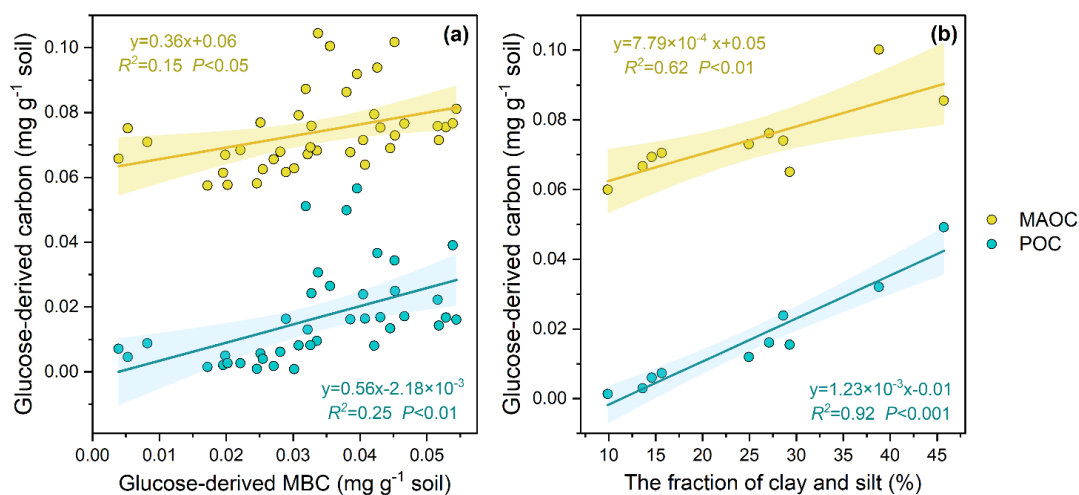 (a)
y=0.36x+0.06
R²=0.15 P<0.05
y=0.56x-2.18×10⁻³
R²=0.25 P<0.01
0.10
0.08
0.06
0.04
0.02
0.00
Glucose-derived carbon (mg g⁻¹ soil)
0.00 0.01 0.02 0.03 0.04 0.05
Glucose-derived MBC (mg g⁻¹ soil)
(b)
y=7.79×10⁻⁴ x+0.05
R²=0.62 P<0.01
y=1.23×10⁻³x-0.01
R²=0.92 P<0.001
0.10
0.08
0.06
0.04
0.02
0.00
Glucose-derived carbon (mg g⁻¹ soil)
10 15 20 25 30 35 40 45
The fraction of clay and silt (%)
MAOC
POC